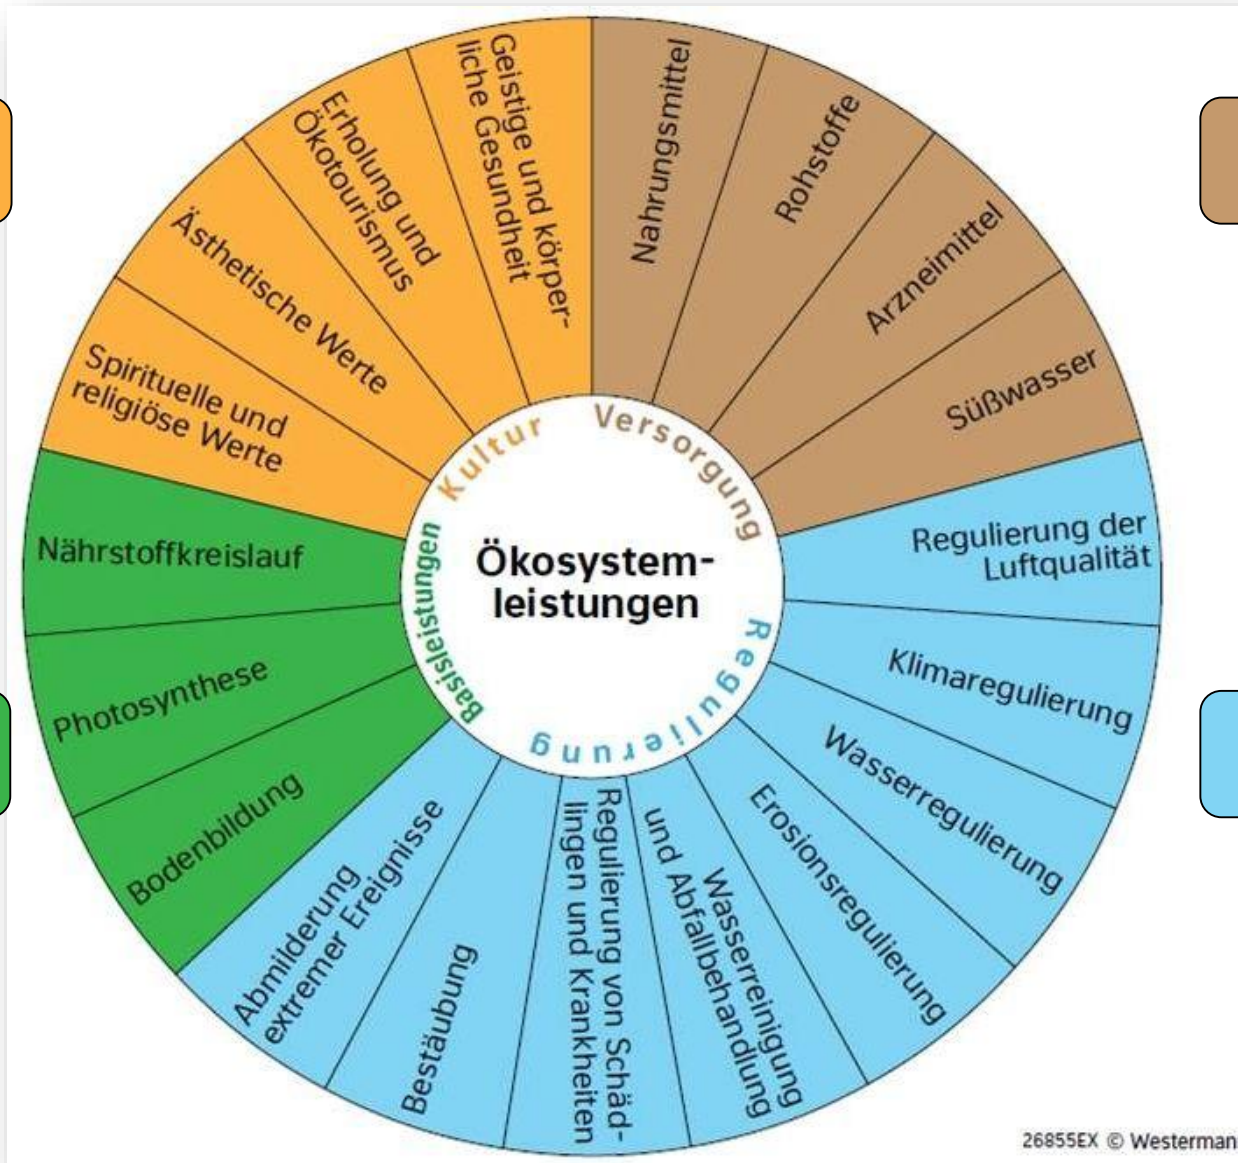 Ökosystem-
leistungen
Versorgung
Nahrungsmittel
Rohstoffe
Arzneimittel
Süßwasser
Regulierung
Regulierung der
Luftqualität
Klimaregulierung
Wasserregulierung
Erosionsregulierung
Wasserreinigung
und Abfallbehandlung
Regulierung von Schäd-
lingen und Krankheiten
Bestäubung
Abmilderung
extremer Ereignisse
Basisleistungen
Bodenbildung
Photosynthese
Nährstoffkreislauf
Kultur
Spirituelle und
religiöse Werte
Ästhetische Werte
Erholung und
Ökotourismus
Geistige und körper-
liche Gesundheit
26855EX © Westerman